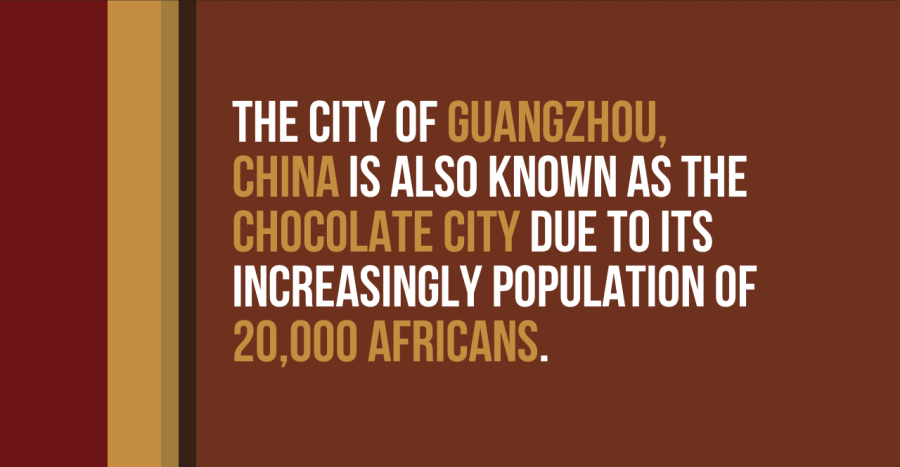 THE CITY OF GUANGZHOU,
CHINA IS ALSO KNOWN AS THE
CHOCOLATE CITY DUE TO ITS
INCREASINGLY POPULATION OF
20,000 AFRICANS.